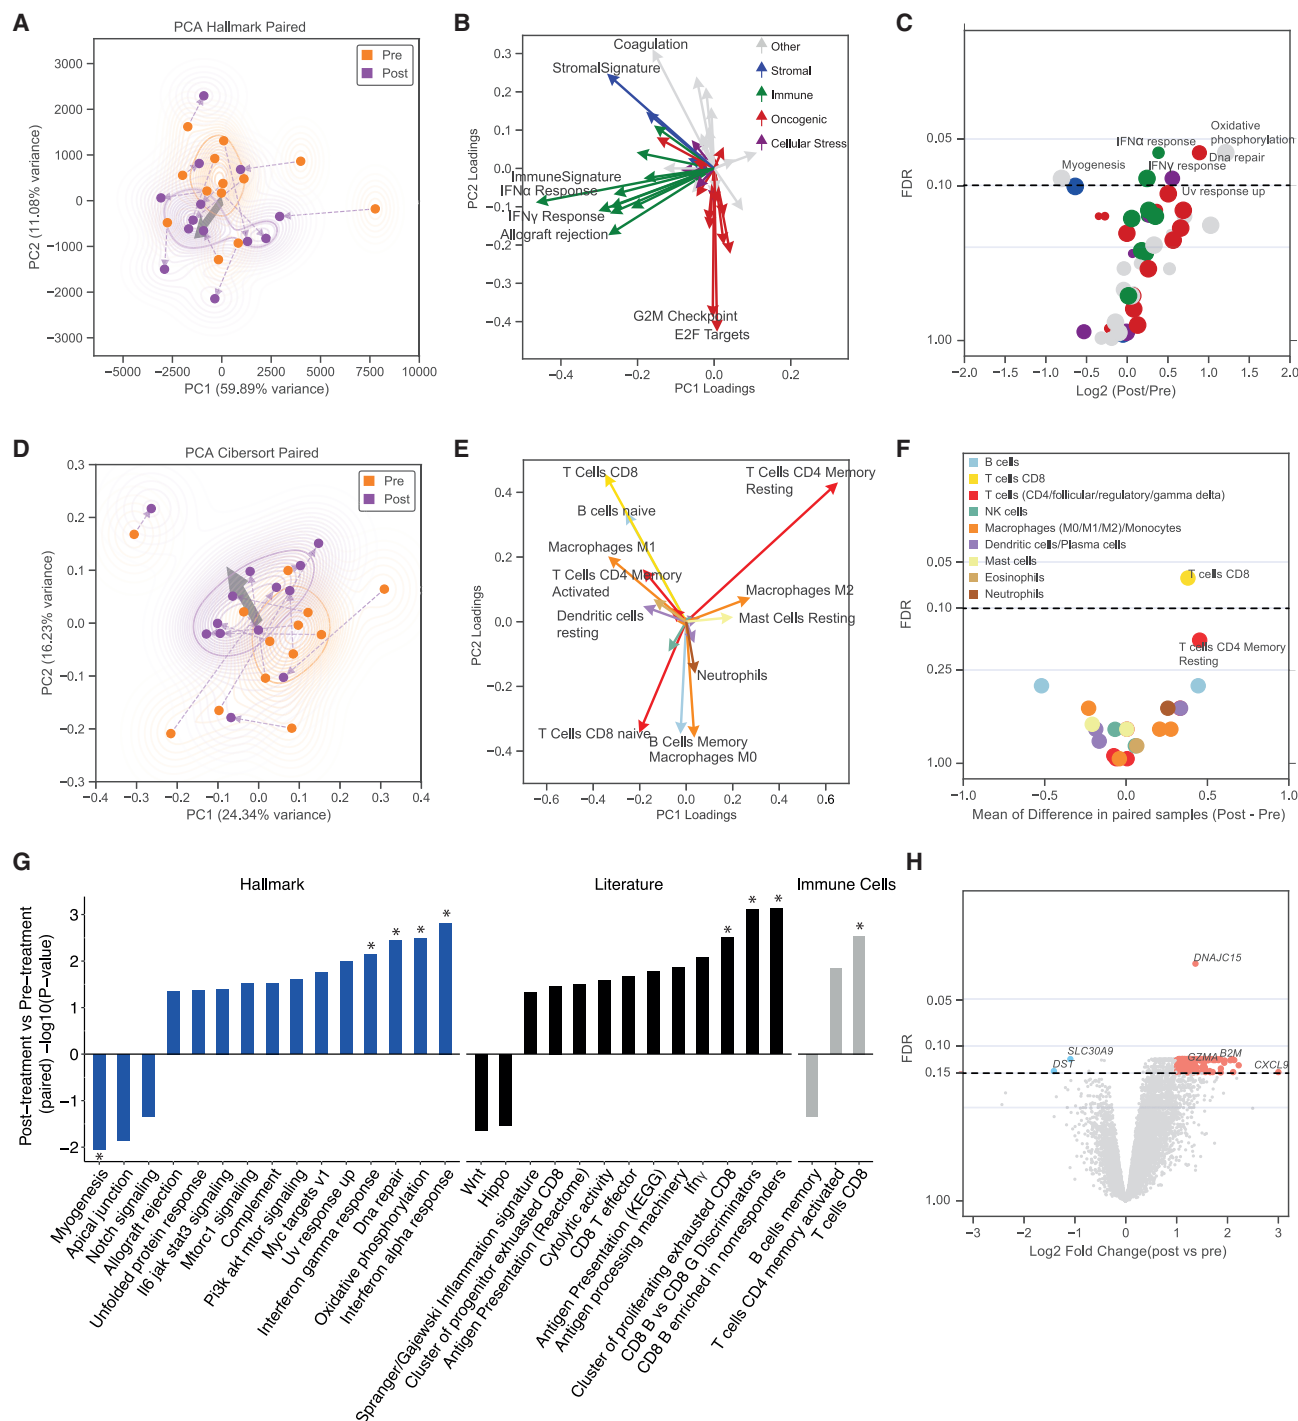 A
PCA Hallmark Paired
Pre
Post
3000
2000
1000
0
−1000
−2000
−3000
PC2 (11.08% variance)
−5000
−2500
0
2500
5000
7500
10000
PC1 (59.89% variance)
B
Coagulation
StromalSignature
ImmuneSignature
IFNα Response
IFNγ Response
Allograft rejection
G2M Checkpoint
E2F Targets
Other
Stromal
Immune
Oncogenic
Cellular Stress
0.3
0.2
0.1
0.0
−0.1
−0.2
−0.3
−0.4
PC2 Loadings
−0.4
−0.2
0.0
0.2
PC1 Loadings
C
0.05
0.10
1.00
FDR
IFNα response
Oxidative
phosphorylation
Dna repair
Myogenesis
IFNγ response
Uv response up
−2.0
−1.5
−1.0
−0.5
0.0
0.5
1.0
1.5
2.0
Log2 (Post/Pre)
D
PCA Cibersort Paired
Pre
Post
0.3
0.2
0.1
0.0
−0.1
−0.2
−0.3
PC2 (16.23% variance)
−0.4
−0.3
−0.2
−0.1
0.0
0.1
0.2
0.3
0.4
PC1 (24.34% variance)
E
T Cells CD8
T Cells CD4 Memory
Resting
B cells naive
Macrophages M1
T Cells CD4 Memory
Activated
Dendritic cells
resting
Macrophages M2
Mast Cells Resting
Neutrophils
T Cells CD8 naive
B Cells Memory
Macrophages M0
0.4
0.2
0.0
−0.2
−0.4
PC2 Loadings
−0.6
−0.4
−0.2
0.0
0.2
0.4
0.6
PC1 Loadings
F
B cells
T cells CD8
T cells (CD4/follicular/regulatory/gamma delta)
NK cells
Macrophages (M0/M1/M2)/Monocytes
Dendritic cells/Plasma cells
Mast cells
Eosinophils
Neutrophils
T cells CD8
T cells CD4 Memory
Resting
0.05
0.10
0.25
1.00
FDR
−1.0
−0.5
0.0
0.5
1.0
Mean of Difference in paired samples (Post - Pre)
G
Hallmark
Literature
Immune Cells
Post-treatment vs Pre-treatment
(paired) −log10(P-value)
3
2
1
0
−1
−2
*
*
*
*
*
*
*
*
*
Myogenesis
Apical junction
Notch signaling
Allograft rejection
Unfolded protein response
Il6 jak stat3 signaling
Mtorc1 signaling
Complement
Pi3k akt mtor signaling
Myc targets v1
Uv response up
Interferon gamma response
Dna repair
Oxidative phosphorylation
Interferon alpha response
Wnt
Hippo
Spranger/Gajewski Inflammation signature
Cluster of progenitor exhausted CD8
Antigen Presentation (Reactome)
Cytolytic activity
CD8 T effector
Antigen Presentation (KEGG)
Antigen processing machinery
Ifnγ
Cluster of proliferating exhausted CD8
CD8 B vs CD8 G Discriminators
CD8 B enriched in nonresponders
B cells memory
T cells CD4 memory activated
T cells CD8
H
DNAJC15
SLC30A9
DST
GZMA
B2M
CXCL9
0.05
0.10
0.15
1.00
FDR
−3
−2
−1
0
1
2
3
Log2 Fold Change(post vs pre)